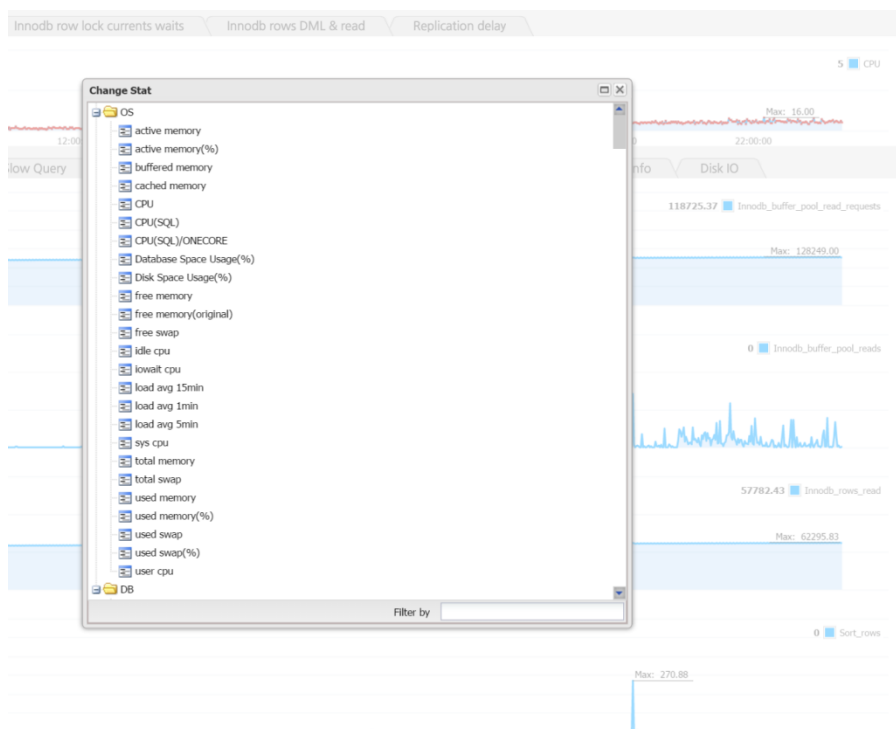 Innodb row lock currents waits
Innodb rows DML & read
Replication delay
5 CPU
Change Stat
OS
active memory
active memory(%)
buffered memory
cached memory
CPU
CPU(SQL)
CPU(SQL)/ONECORE
Database Space Usage(%)
Disk Space Usage(%)
free memory
free memory(original)
free swap
idle cpu
iowait cpu
load avg 15min
load avg 1min
load avg 5min
sys cpu
total memory
total swap
used memory
used memory(%)
used swap
used swap(%)
user cpu
DB
Filter by
Max: 16.00
12:00
22:00:00
Slow Query
Disk IO
118725.37 Innodb_buffer_pool_read_requests
Max: 128249.00
0 Innodb_buffer_pool_reads
57782.43 Innodb_rows_read
Max: 62295.83
0 Sort_rows
Max: 270.88